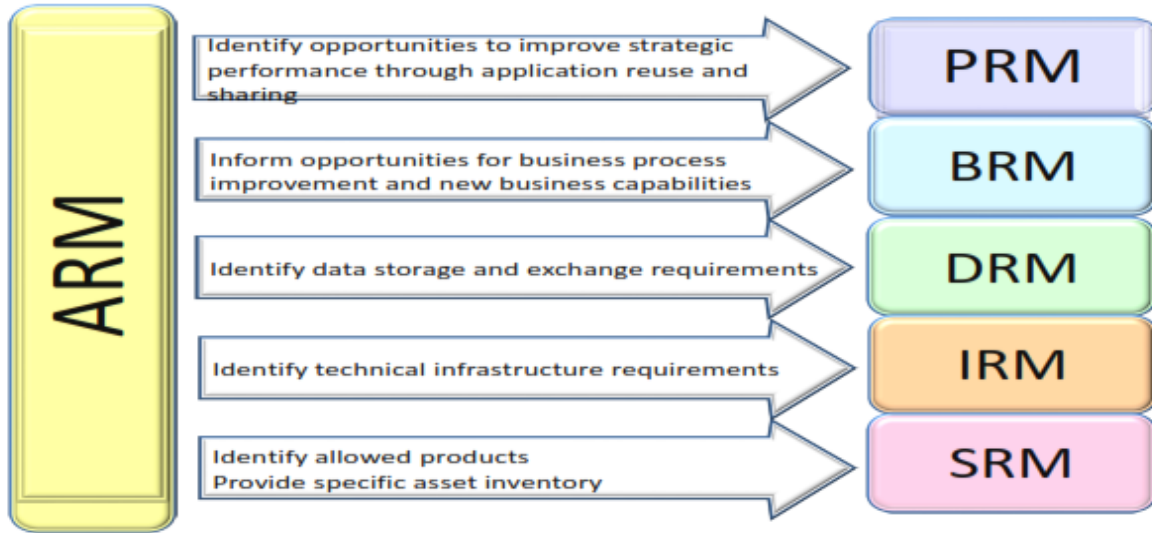 ARM
Identify opportunities to improve strategic
performance through application reuse and
sharing
PRM
Inform opportunities for business process
improvement and new business capabilities
BRM
Identify data storage and exchange requirements
DRM
Identify technical infrastructure requirements
IRM
Identify allowed products
Provide specific asset inventory
SRM